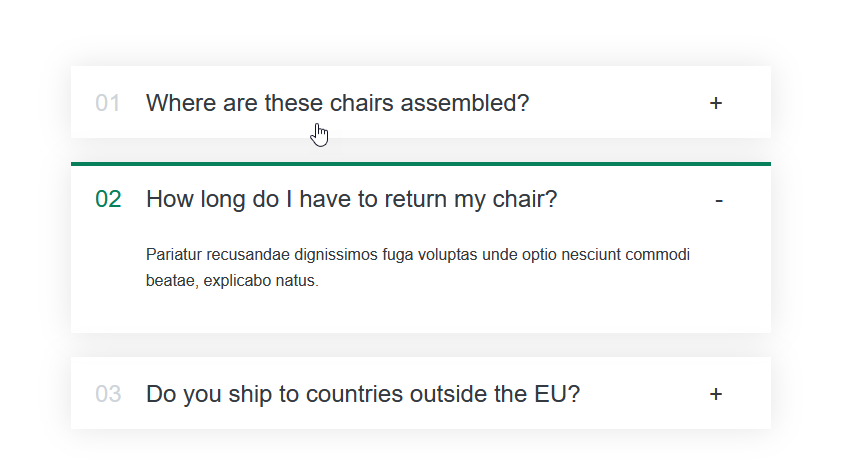 01 Where are these chairs assembled? +
02 How long do I have to return my chair? -
Pariatur recusandae dignissimos fuga voluptas unde optio nesciunt commodi
beatae, explicabo natus.
03 Do you ship to countries outside the EU? +